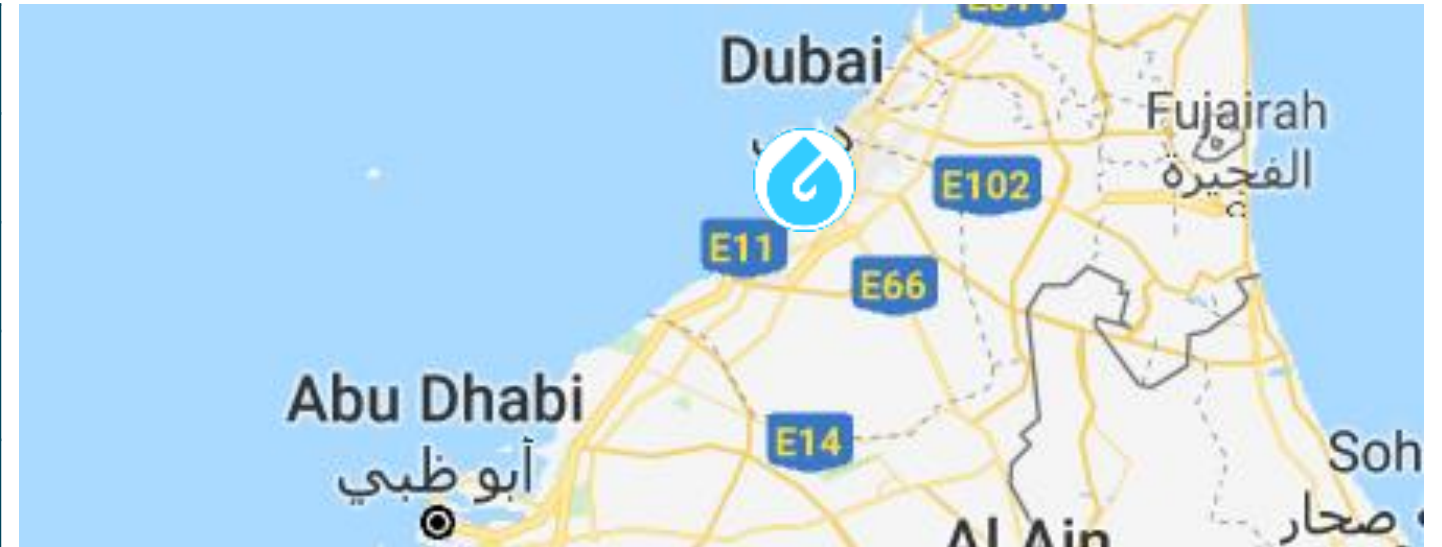 Dubai
Fujairah
الفجيرة
E102
E11
E66
Abu Dhabi
أبو ظبي
E14
Soh
صحار
Al Ain